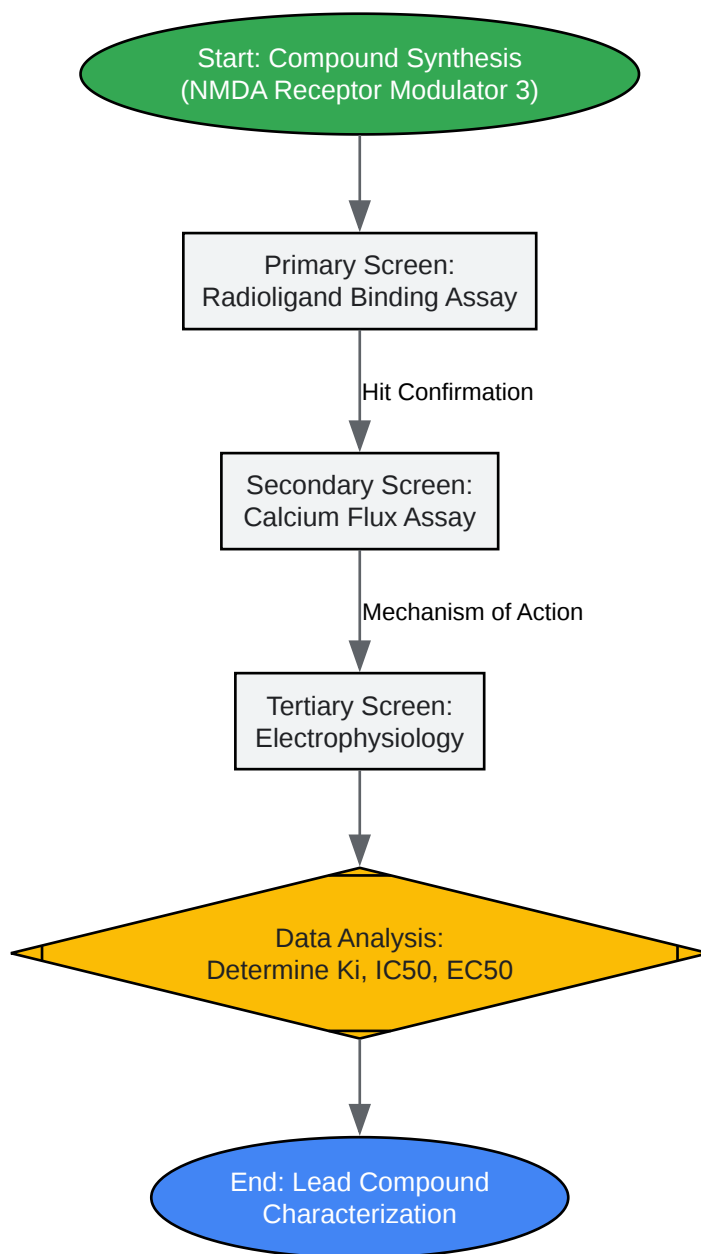 Start: Compound Synthesis
(NMDA Receptor Modulator 3)
Primary Screen:
Radioligand Binding Assay
Hit Confirmation
Secondary Screen:
Calcium Flux Assay
Mechanism of Action
Tertiary Screen:
Electrophysiology
Data Analysis:
Determine Ki, IC50, EC50
End: Lead Compound
Characterization